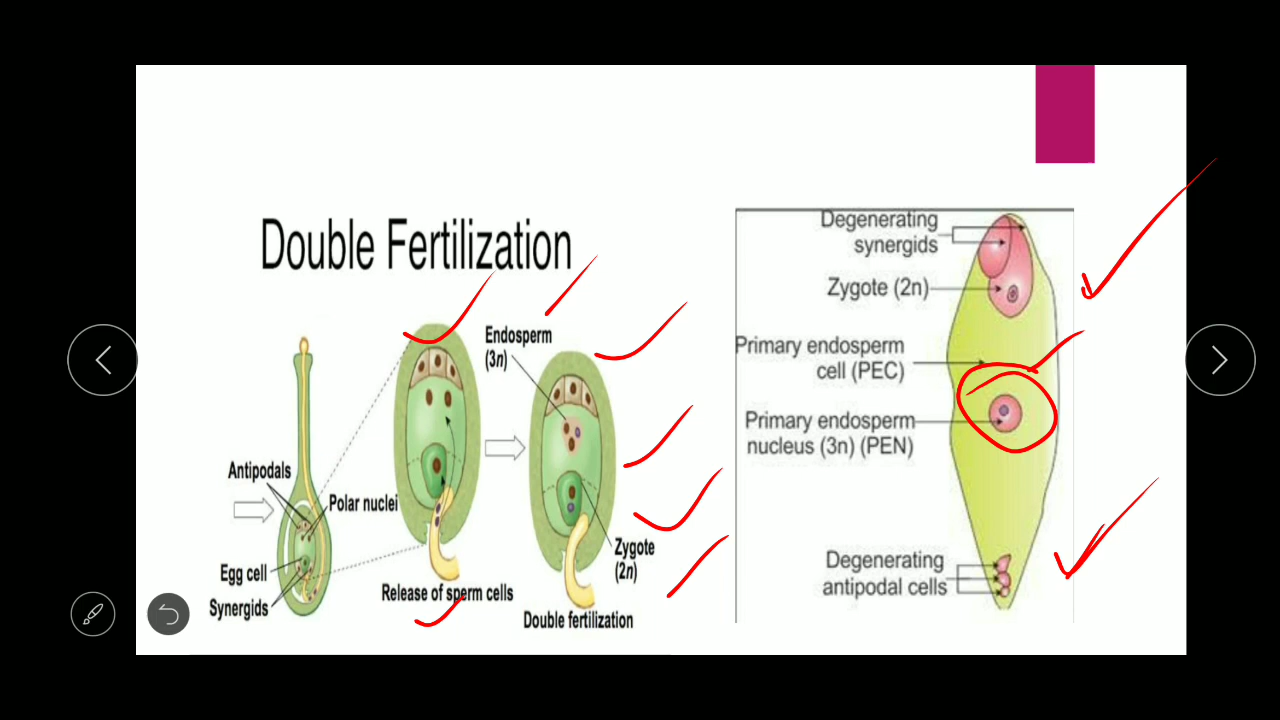 Double Fertilization
Endosperm
(3n)
Antipodals
Polar nuclei
Egg cell
Synergids
Release of sperm cells
Zygote
(2n)
Double fertilization
Degenerating
synergids
Zygote (2n)
Primary endosperm
cell (PEC)
Primary endosperm
nucleus (3n) (PEN)
Degenerating
antipodal cells